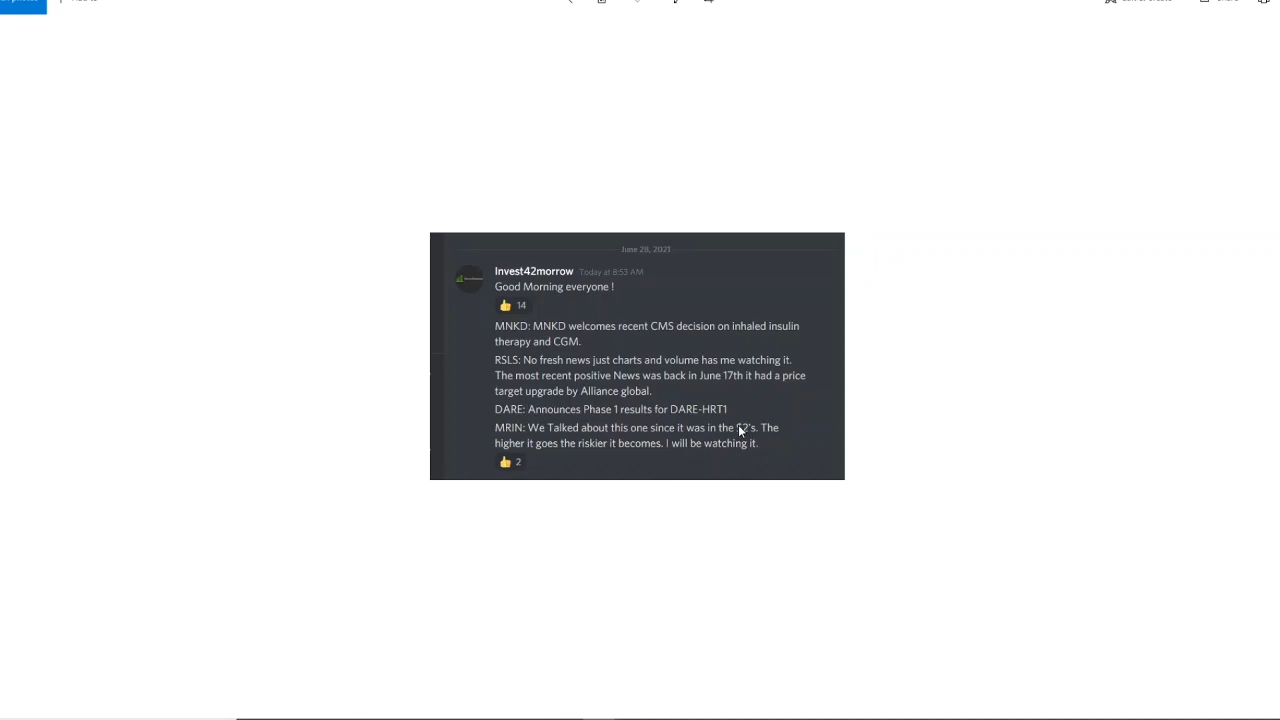 June 28, 2021
Invest42morrow Today at 8:53 AM
Good Morning everyone !
👍 14
MNKD: MNKD welcomes recent CMS decision on inhaled insulin
therapy and CGM.
RSLS: No fresh news just charts and volume has me watching it.
The most recent positive News was back in June 17th it had a price
target upgrade by Alliance global.
DARE: Announces Phase 1 results for DARE-HRT1
MRIN: We Talked about this one since it was in the $2's. The
higher it goes the riskier it becomes. I will be watching it.
👍 2